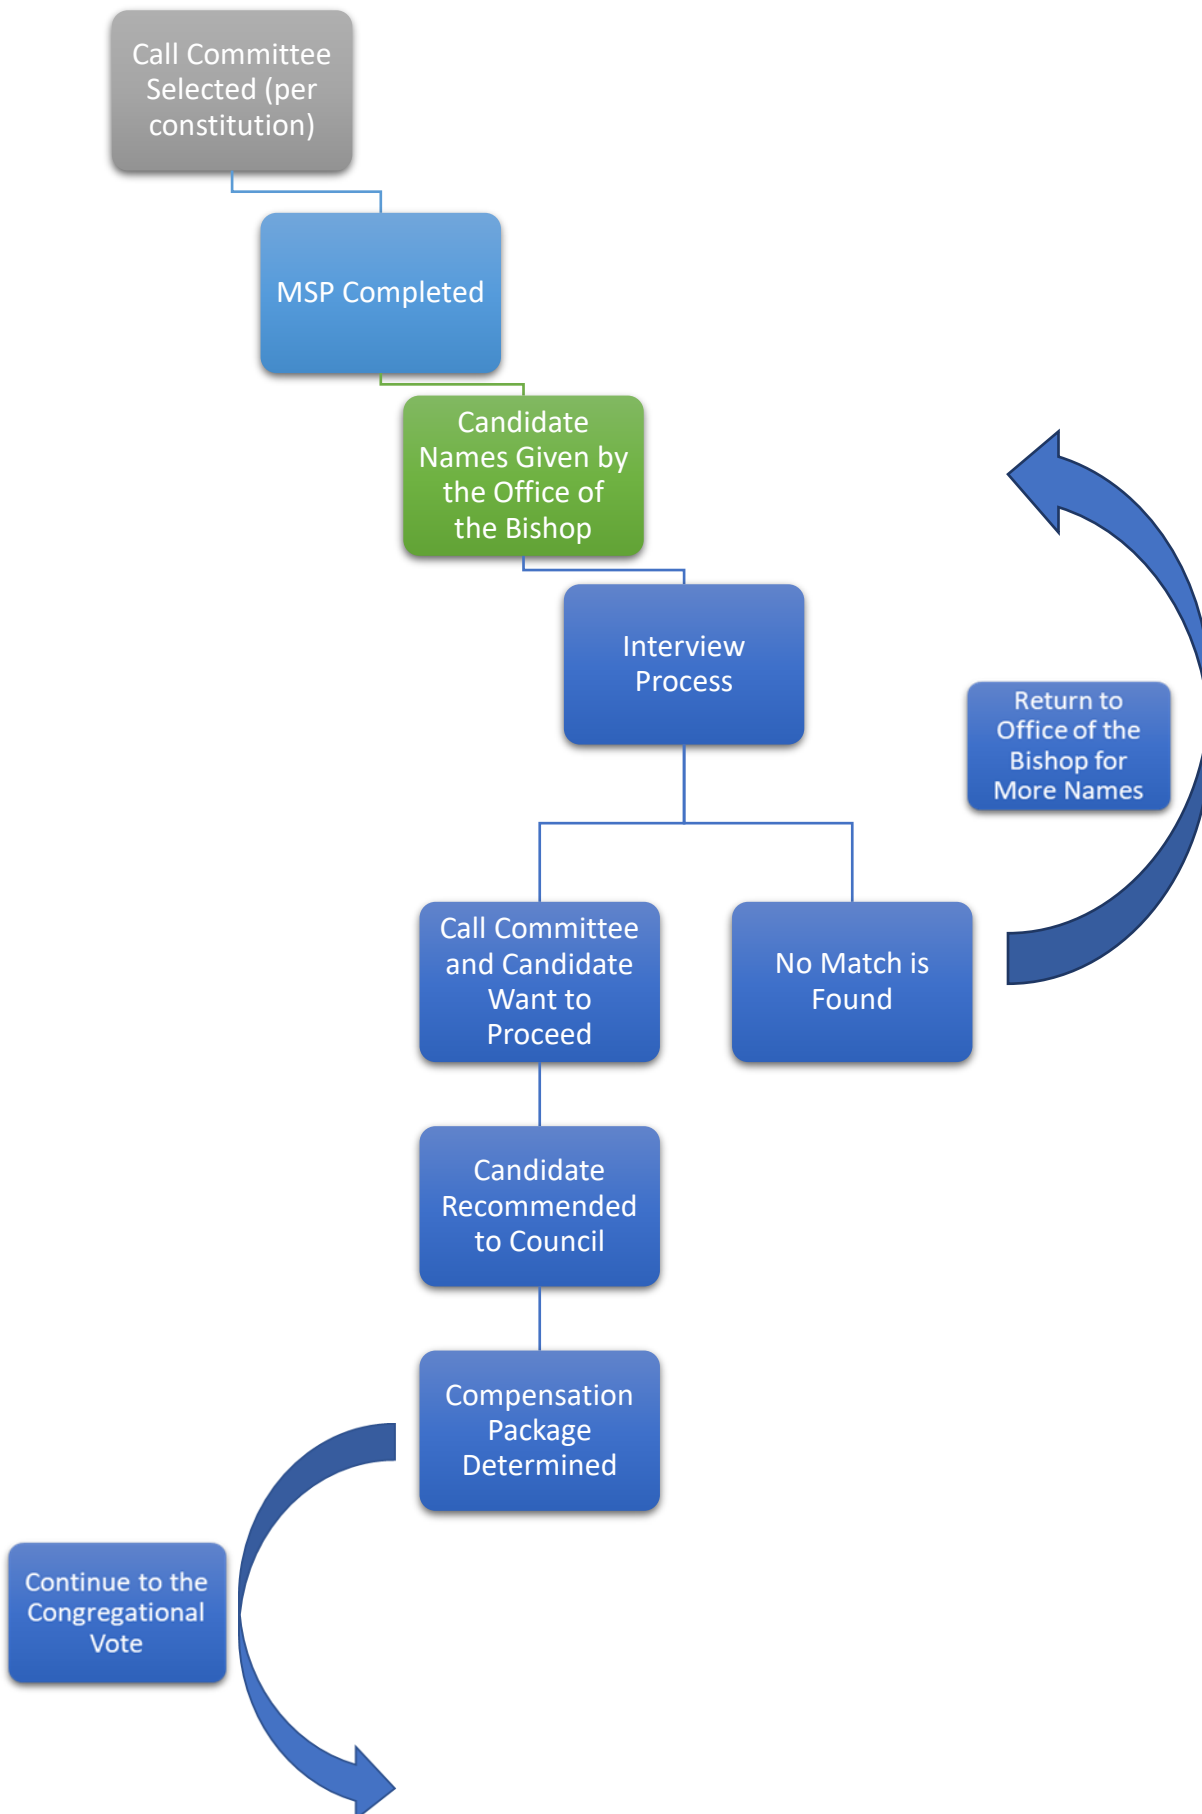 Call Committee
Selected (per
constitution)
MSP Completed
Candidate
Names Given by
the Office of
the Bishop
Interview
Process
Return to
Office of the
Bishop for
More Names
Call Committee
and Candidate
Want to
Proceed
No Match is
Found
Candidate
Recommended
to Council
Compensation
Package
Determined
Continue to the
Congregational
Vote